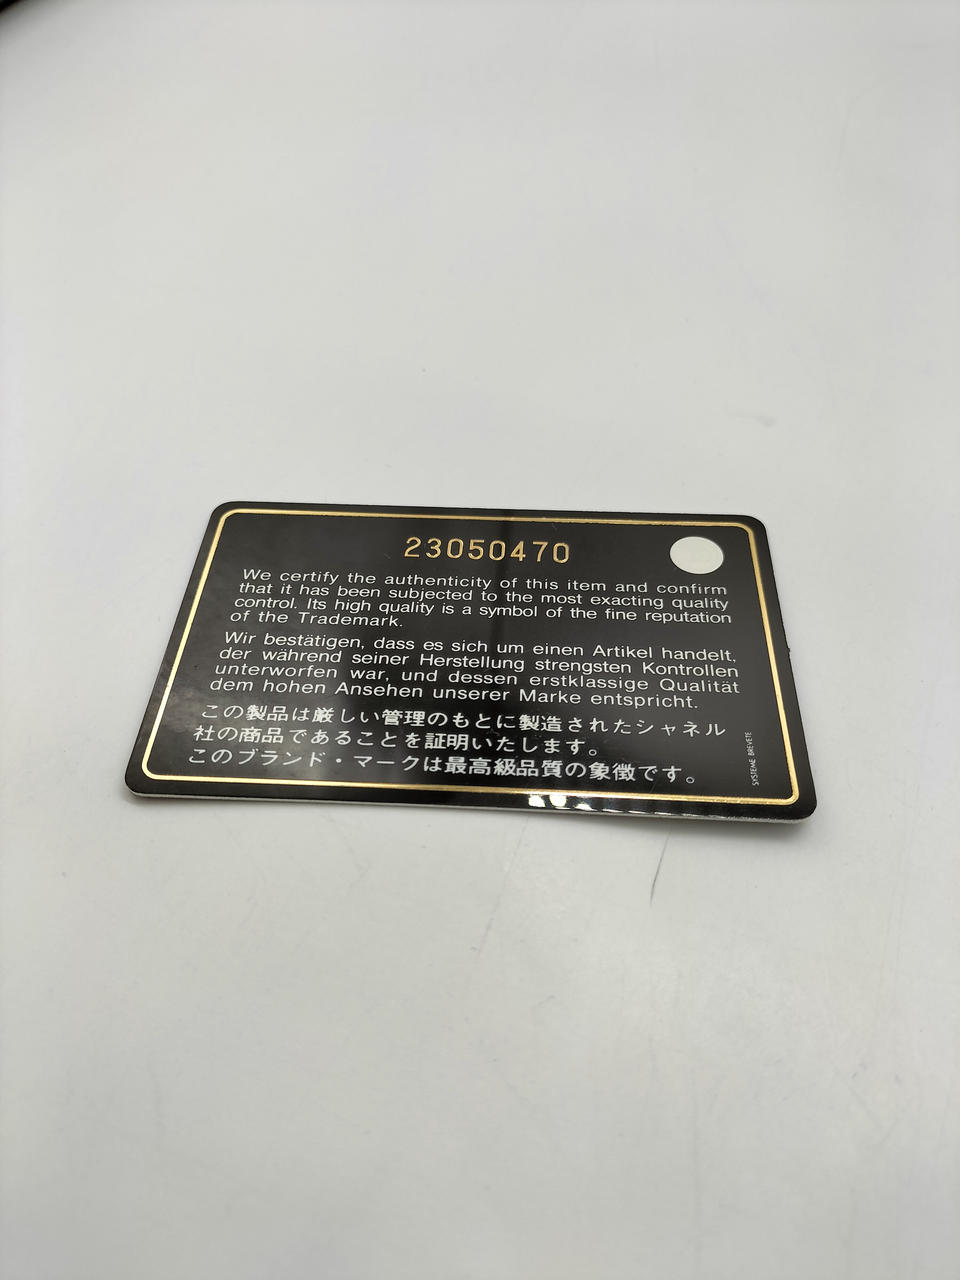 23050470
We certify the authenticity of this item and confirm
that it has been subjected to the most exacting quality
control. Its high quality is a symbol of the fine reputation
of the Trademark.
Wir bestätigen, dass es sich um einen Artikel handelt,
der während seiner Herstellung strengsten Kontrollen
unterworfen war, und dessen erstklassige Qualität
dem hohen Ansehen unserer Marke entspricht.
この製品は厳しい管理のもとに製造されたシャネル
社の商品であることを証明いたします。
このブランド・マークは最高級品質の象徴です。
SYSTEME BREVETE